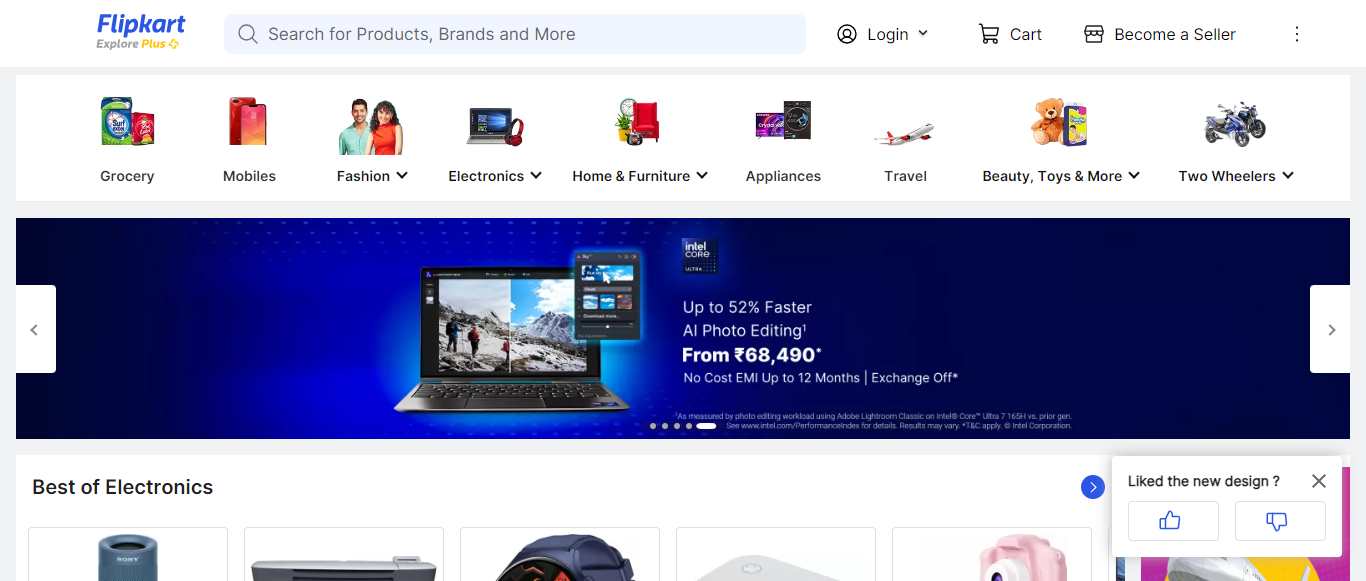 Flipkart
Explore Plus
Search for Products, Brands and More
Login
Cart
Become a Seller
Grocery
Mobiles
Fashion
Electronics
Home & Furniture
Appliances
Travel
Beauty, Toys & More
Two Wheelers
intel
CORE
ULTRA
Up to 52% Faster
AI Photo Editing¹
From ₹68,490*
No Cost EMI Up to 12 Months | Exchange Off*
¹As measured by photo editing workload using Adobe Lightroom Classic on Intel® Core™ Ultra 7 165H vs. prior gen.
See www.intel.com/PerformanceIndex for details. Results may vary. *T&C apply. © Intel Corporation.
Best of Electronics
Liked the new design ?
SONY